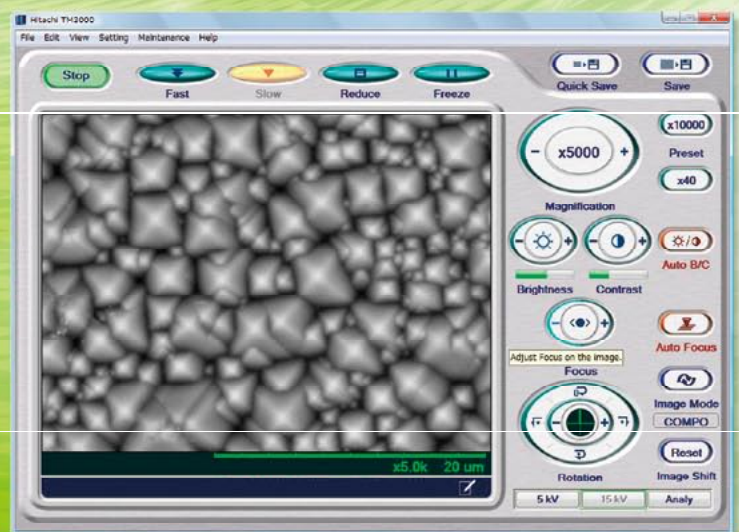 Hitachi TM3000
File Edit View Setting Maintenance Help
Stop
Fast
Slow
Reduce
Freeze
Quick Save
Save
- x5000 +
Magnification
x10000
Preset
x40
- +
Brightness
- +
Contrast
Auto B/C
- +
Adjust Focus on the image.
Focus
Auto Focus
Image Mode
COMPO
- +
Rotation
Reset
Image Shift
x5.0k 20 um
5 kV 15 kV Analy